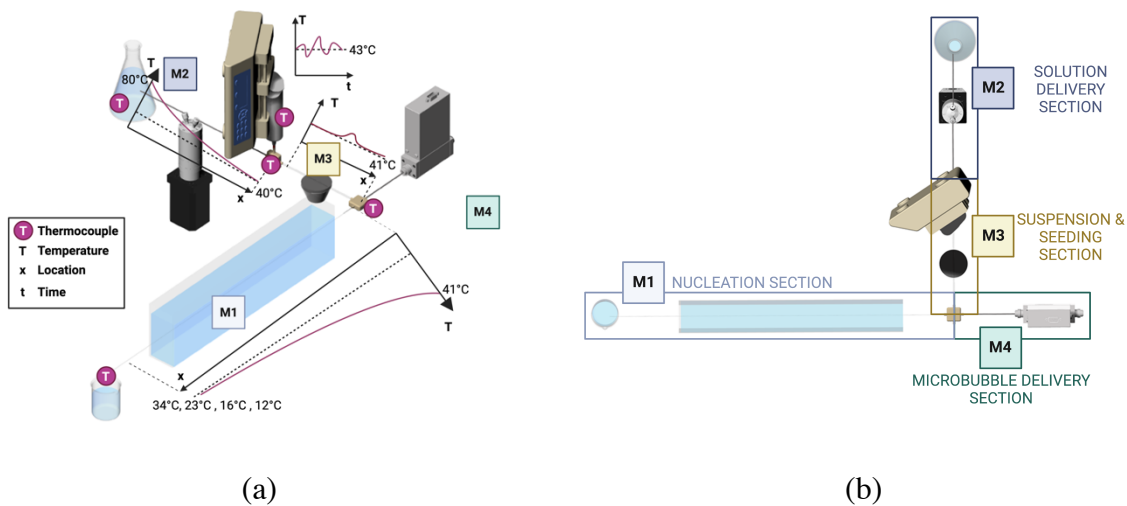 T
43°C
t
M2
T
80°C
T
T
T
T
M3
41°C
x
40°C
x
T
M4
T Thermocouple
T Temperature
x Location
t Time
M1
41°C
T
x
T
34°C, 23°C , 16°C , 12°C
(a)
M2
SOLUTION
DELIVERY
SECTION
M3
SUSPENSION &
SEEDING
SECTION
M1
NUCLEATION SECTION
M4
MICROBUBBLE DELIVERY
SECTION
(b)